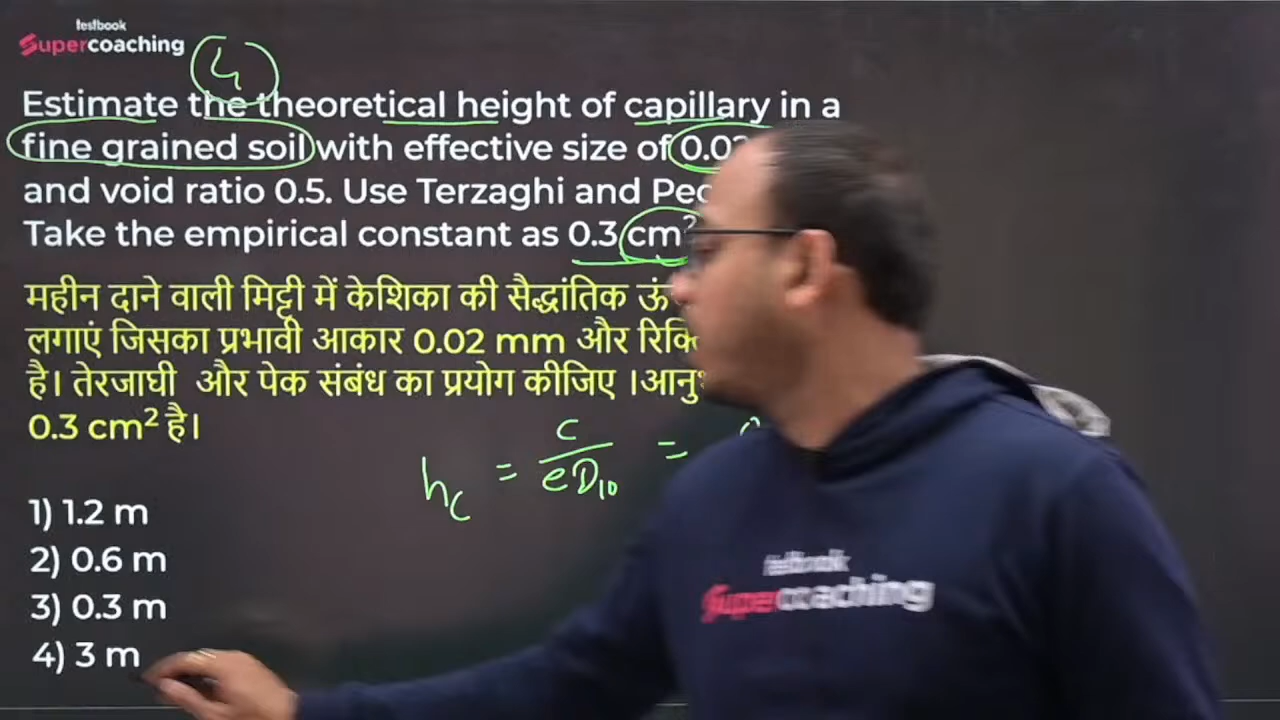 testbook
Supercoaching
4
Estimate the theoretical height of capillary in a
fine grained soil with effective size of 0.02
and void ratio 0.5. Use Terzaghi and Pec
Take the empirical constant as 0.3 cm²
महीन दाने वाली मिट्टी में केशिका की सैद्धांतिक ऊं
लगाएं जिसका प्रभावी आकार 0.02 mm और
है। तेरजाघी और पेक संबंध का प्रयोग कीजिए ।
0.3 cm² है।
h_c = c / eD₁₀ =
1) 1.2 m
2) 0.6 m
3) 0.3 m
4) 3 m
testbook
Supercoaching